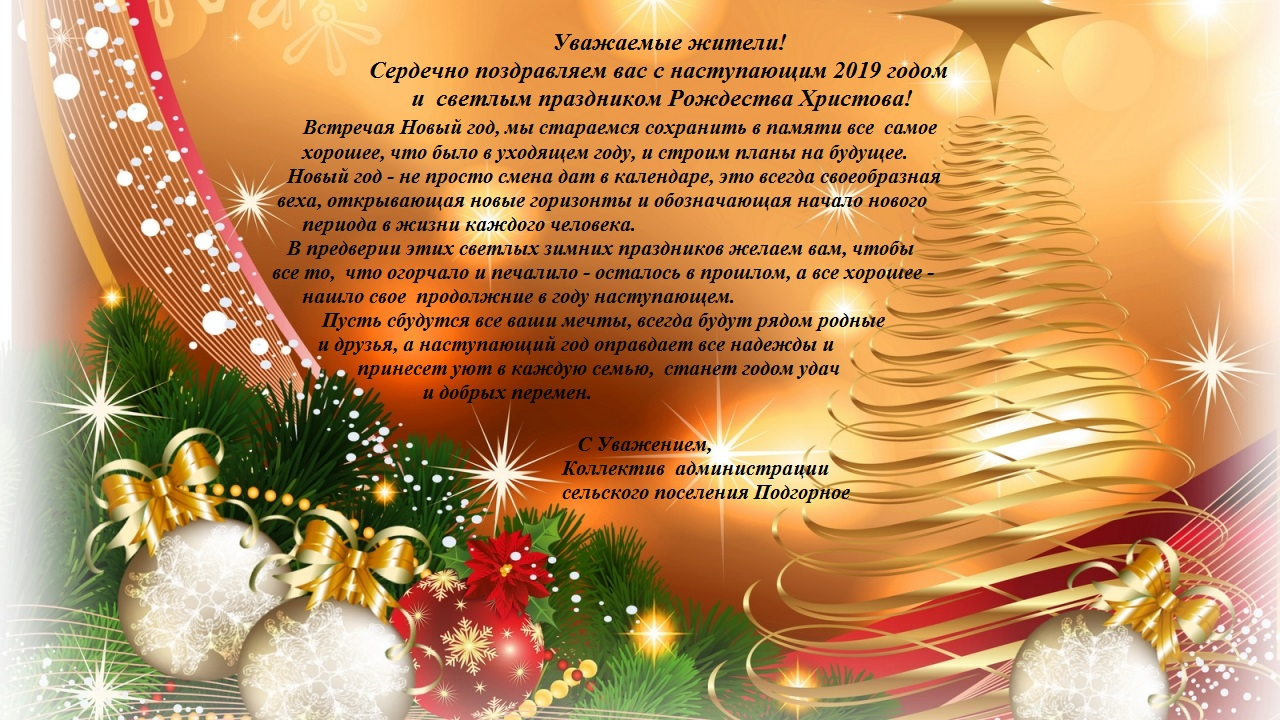 Уважаемые жители!
Сердечно поздравляем вас с наступающим 2019 годом
и светлым праздником Рождества Христова!
Встречая Новый год, мы стараемся сохранить в памяти все самое
хорошее, что было в уходящем году, и строим планы на будущее.
Новый год - не просто смена дат в календаре, это всегда своеобразная
веха, открывающая новые горизонты и обозначающая начало нового
периода в жизни каждого человека.
В предверии этих светлых зимних праздников желаем вам, чтобы
все то, что огорчало и печалило - осталось в прошлом, а все хорошее -
нашло свое продолжние в году наступающем.
Пусть сбудутся все ваши мечты, всегда будут рядом родные
и друзья, а наступающий год оправдает все надежды и
принесет уют в каждую семью, станет годом удач
и добрых перемен.
С Уважением,
Коллектив администрации
сельского поселения Подгорное